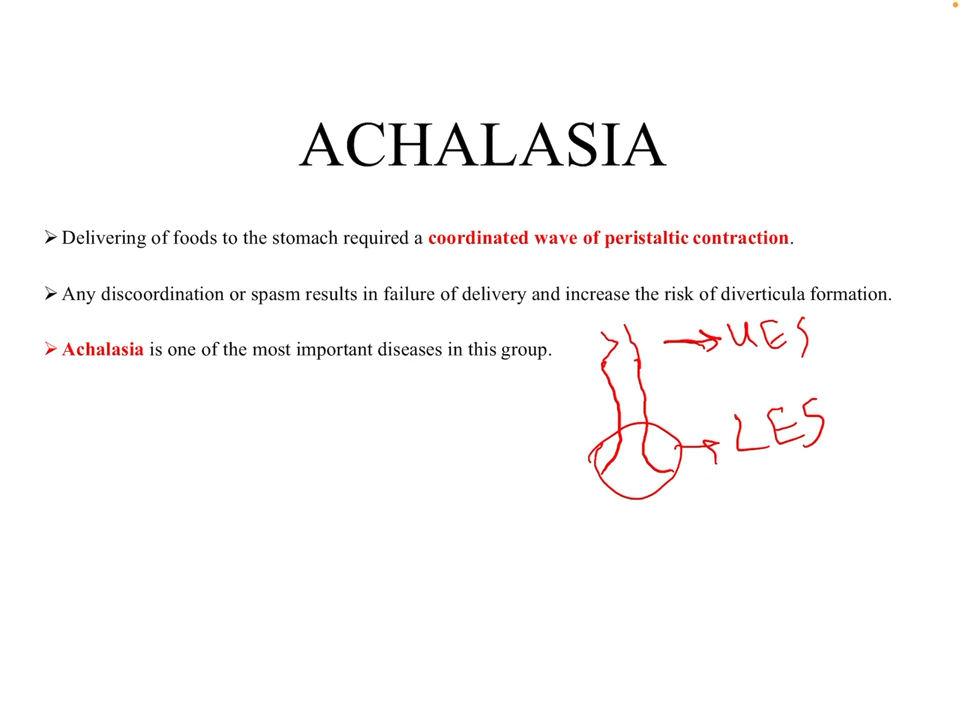 ACHALASIA
➢ Delivering of foods to the stomach required a coordinated wave of peristaltic contraction.
➢ Any discoordination or spasm results in failure of delivery and increase the risk of diverticula formation.
➢ Achalasia is one of the most important diseases in this group.
UES
LES